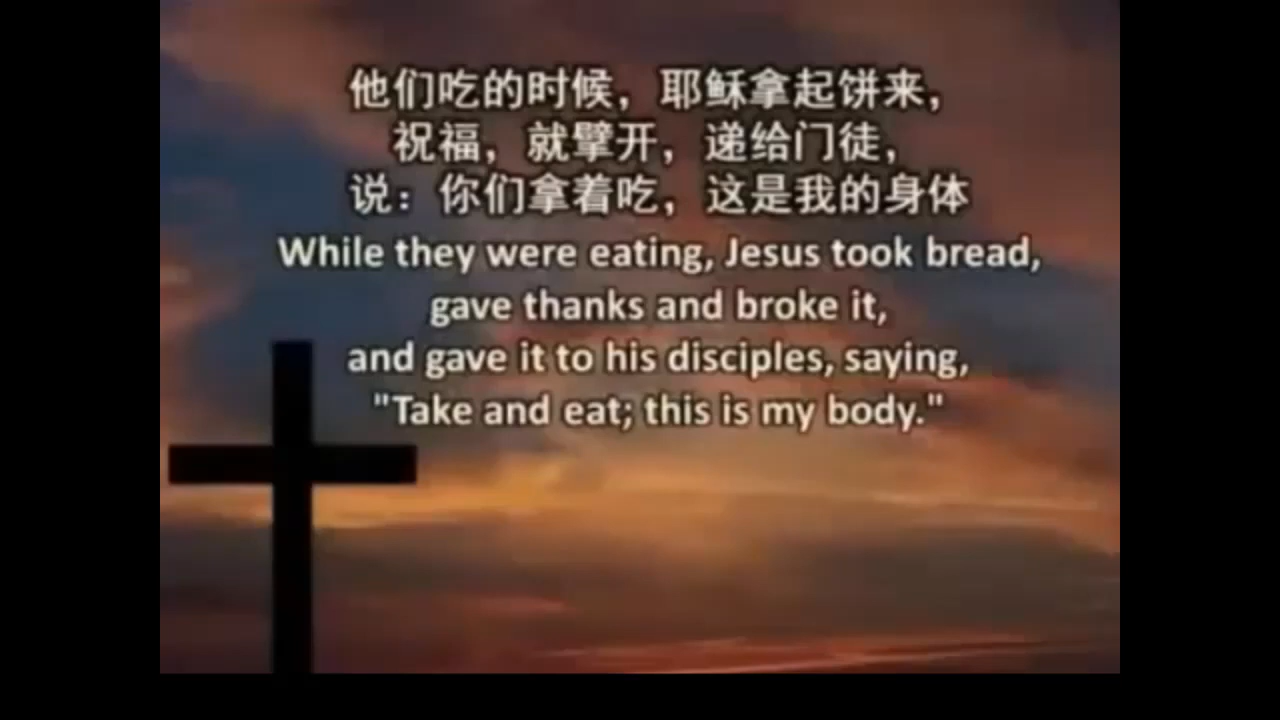 他们吃的时候，耶稣拿起饼来，
祝福，就擘开，递给门徒，
说：你们拿着吃，这是我的身体
While they were eating, Jesus took bread,
gave thanks and broke it,
and gave it to his disciples, saying,
"Take and eat; this is my body."